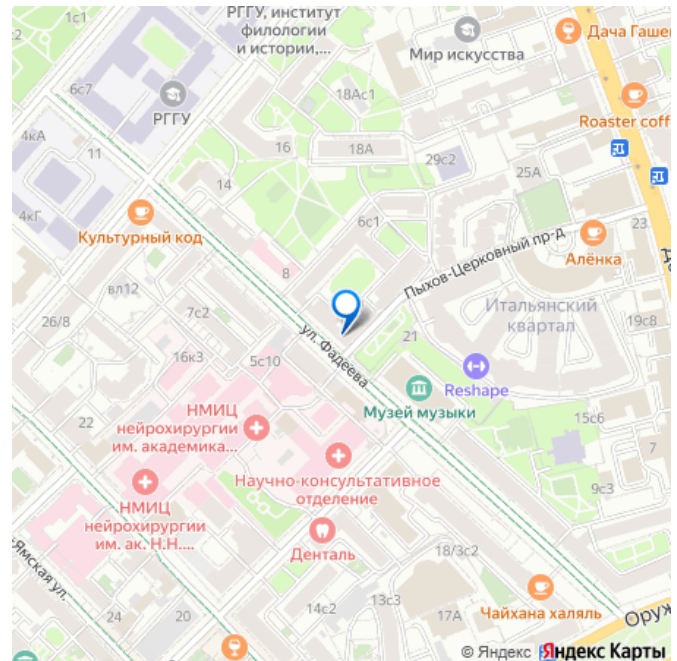 1с1
РГГУ, институт
филологии
и истории,...
Мир искусства
Дача Гаше
6с7
РГГУ
18Ас1
Roaster coff
4кА
11
16
18А
29с2
14
25А
4кГ
Культурный код
6с1
23
Пыхов-Церковный пр-д
Алёнка
8
вл12
Итальянский
квартал
26/8
7с2
19с8
ул. Фадеева
21
16к3
5с10
Reshape
НМИЦ
нейрохирургии
им. академика...
Музей музыки
22
15с6
7
Научно-консультативное
отделение
НМИЦ
нейрохирургии
им. ак. Н.Н....
9с3
Денталь
18/3с2
-Ямская ул.
24
20
14с2
13с3
17А
Чайхана халяль
Оруж
© Яндекс
Яндекс Карты